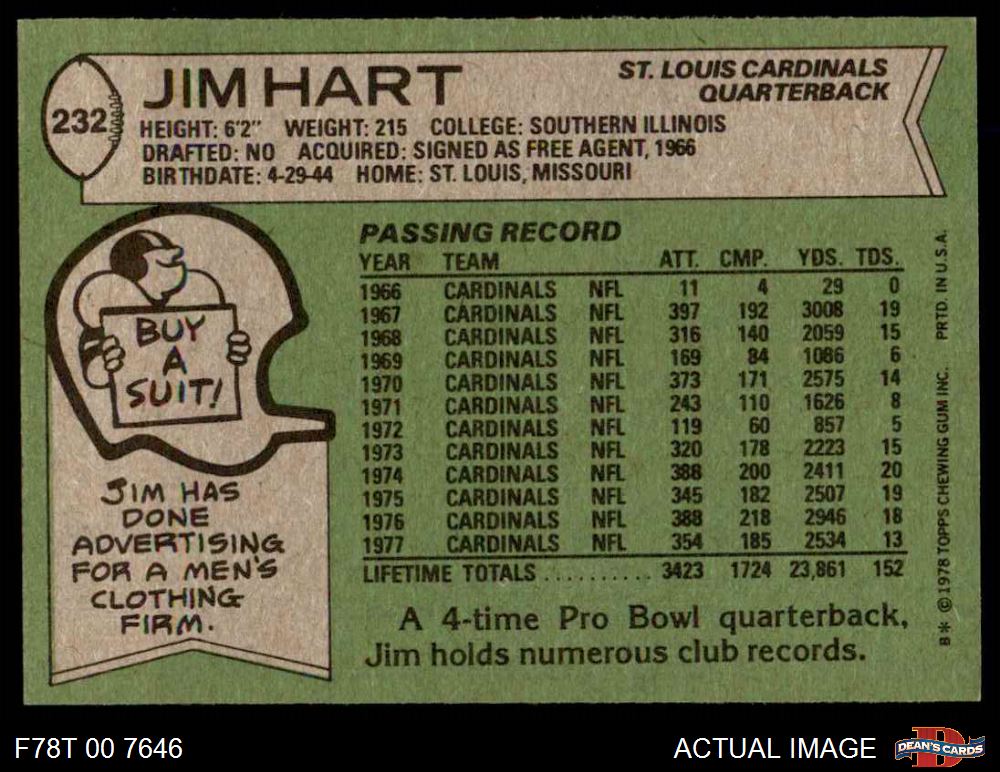 232
JIM HART
ST. LOUIS CARDINALS
QUARTERBACK
HEIGHT: 6'2" WEIGHT: 215 COLLEGE: SOUTHERN ILLINOIS
DRAFTED: NO ACQUIRED: SIGNED AS FREE AGENT, 1966
BIRTHDATE: 4-29-44 HOME: ST. LOUIS, MISSOURI
BUY
A
SUIT!
JIM HAS
DONE
ADVERTISING
FOR A MEN'S
CLOTHING
FIRM.
PASSING RECORD
YEAR TEAM ATT. CMP. YDS. TDS.
1966 CARDINALS NFL 11 4 29 0
1967 CARDINALS NFL 397 192 3008 19
1968 CARDINALS NFL 316 140 2059 15
1969 CARDINALS NFL 169 84 1086 6
1970 CARDINALS NFL 373 171 2575 14
1971 CARDINALS NFL 243 110 1626 8
1972 CARDINALS NFL 119 60 857 5
1973 CARDINALS NFL 320 178 2223 15
1974 CARDINALS NFL 388 200 2411 20
1975 CARDINALS NFL 345 182 2507 19
1976 CARDINALS NFL 388 218 2946 18
1977 CARDINALS NFL 354 185 2534 13
LIFETIME TOTALS .......... 3423 1724 23,861 152
A 4-time Pro Bowl quarterback,
Jim holds numerous club records.
B* © 1978 TOPPS CHEWING GUM INC. PRTD. IN U.S.A.
F78T 00 7646
ACTUAL IMAGE
D
DEAN'S CARDS